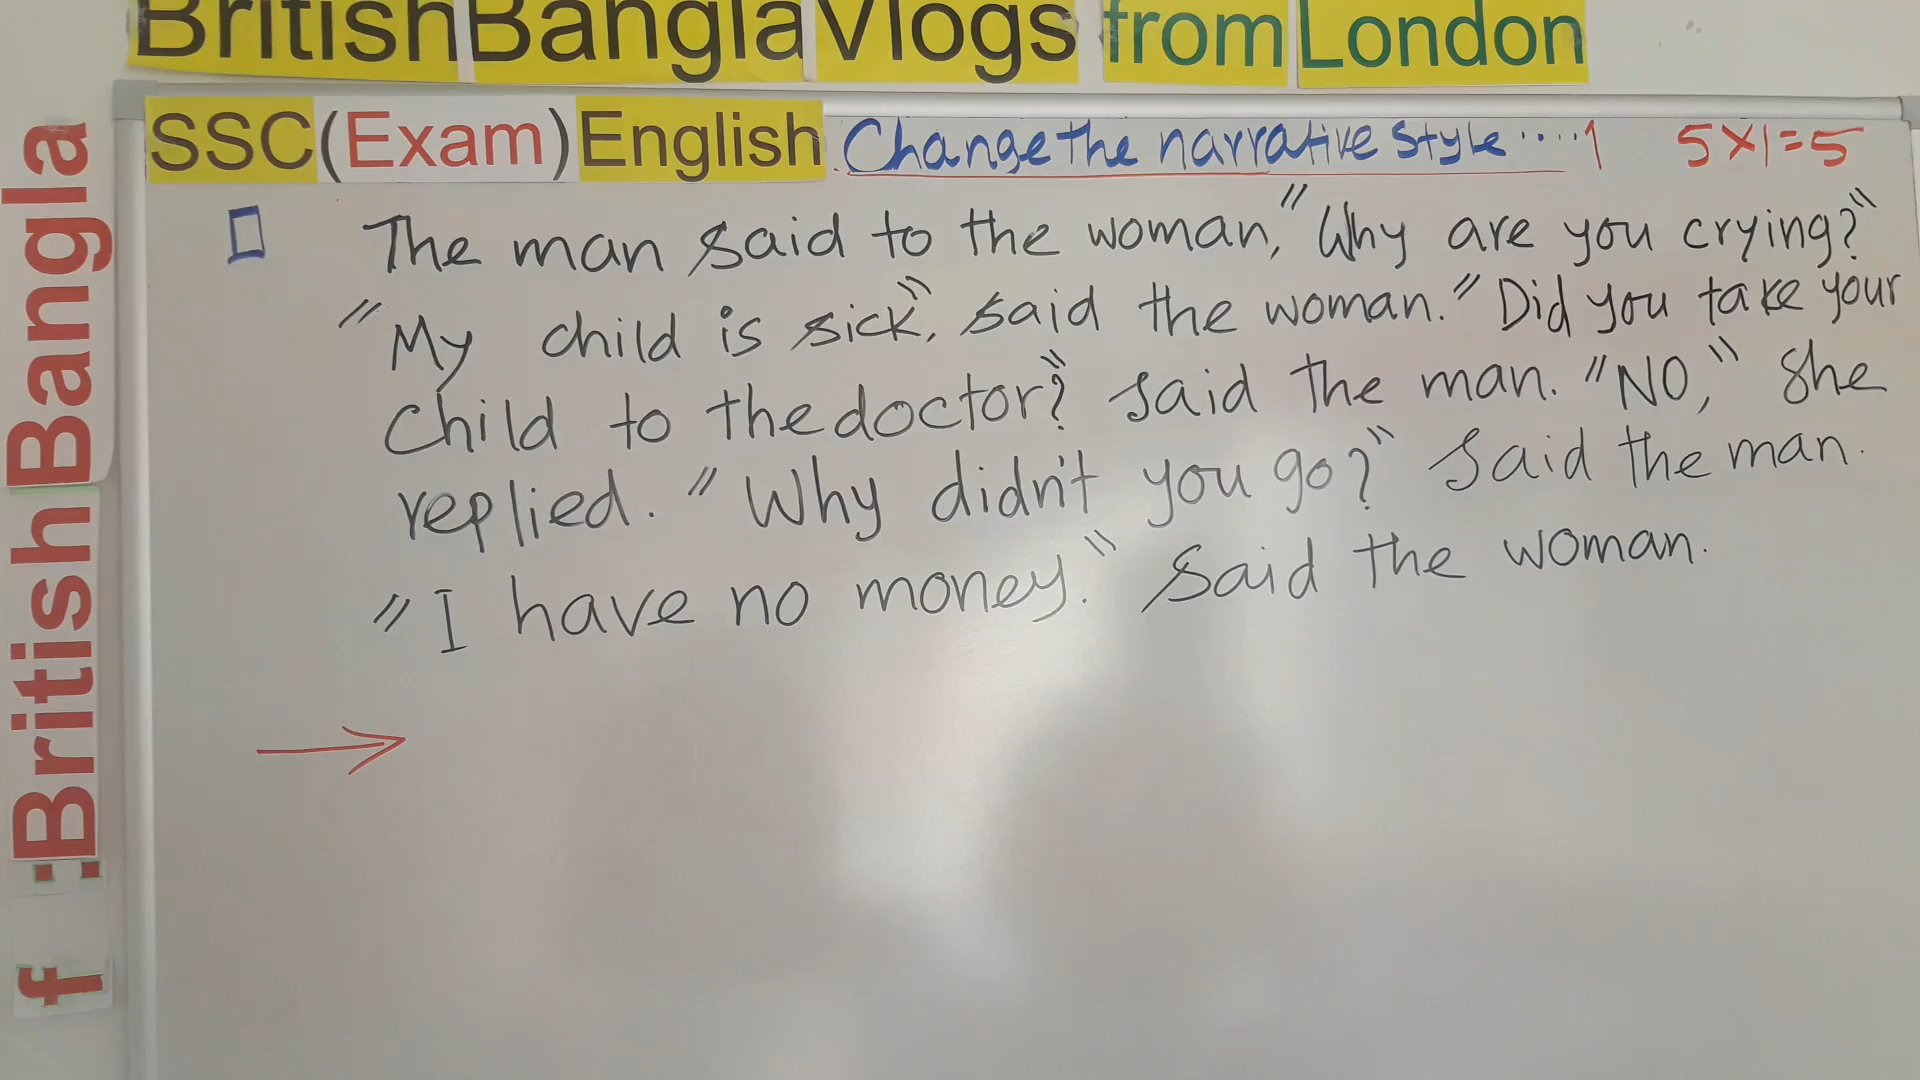 BritishBanglaVlogs from London
SSC(Exam)English Change the narrative style.....1 5×1=5
The man said to the woman, "Why are you crying?"
"My child is sick", said the woman. "Did you take your
child to the doctor?" said the man. "NO," she
replied. "Why didn't you go?" said the man.
"I have no money." said the woman.
f :BritishBangla